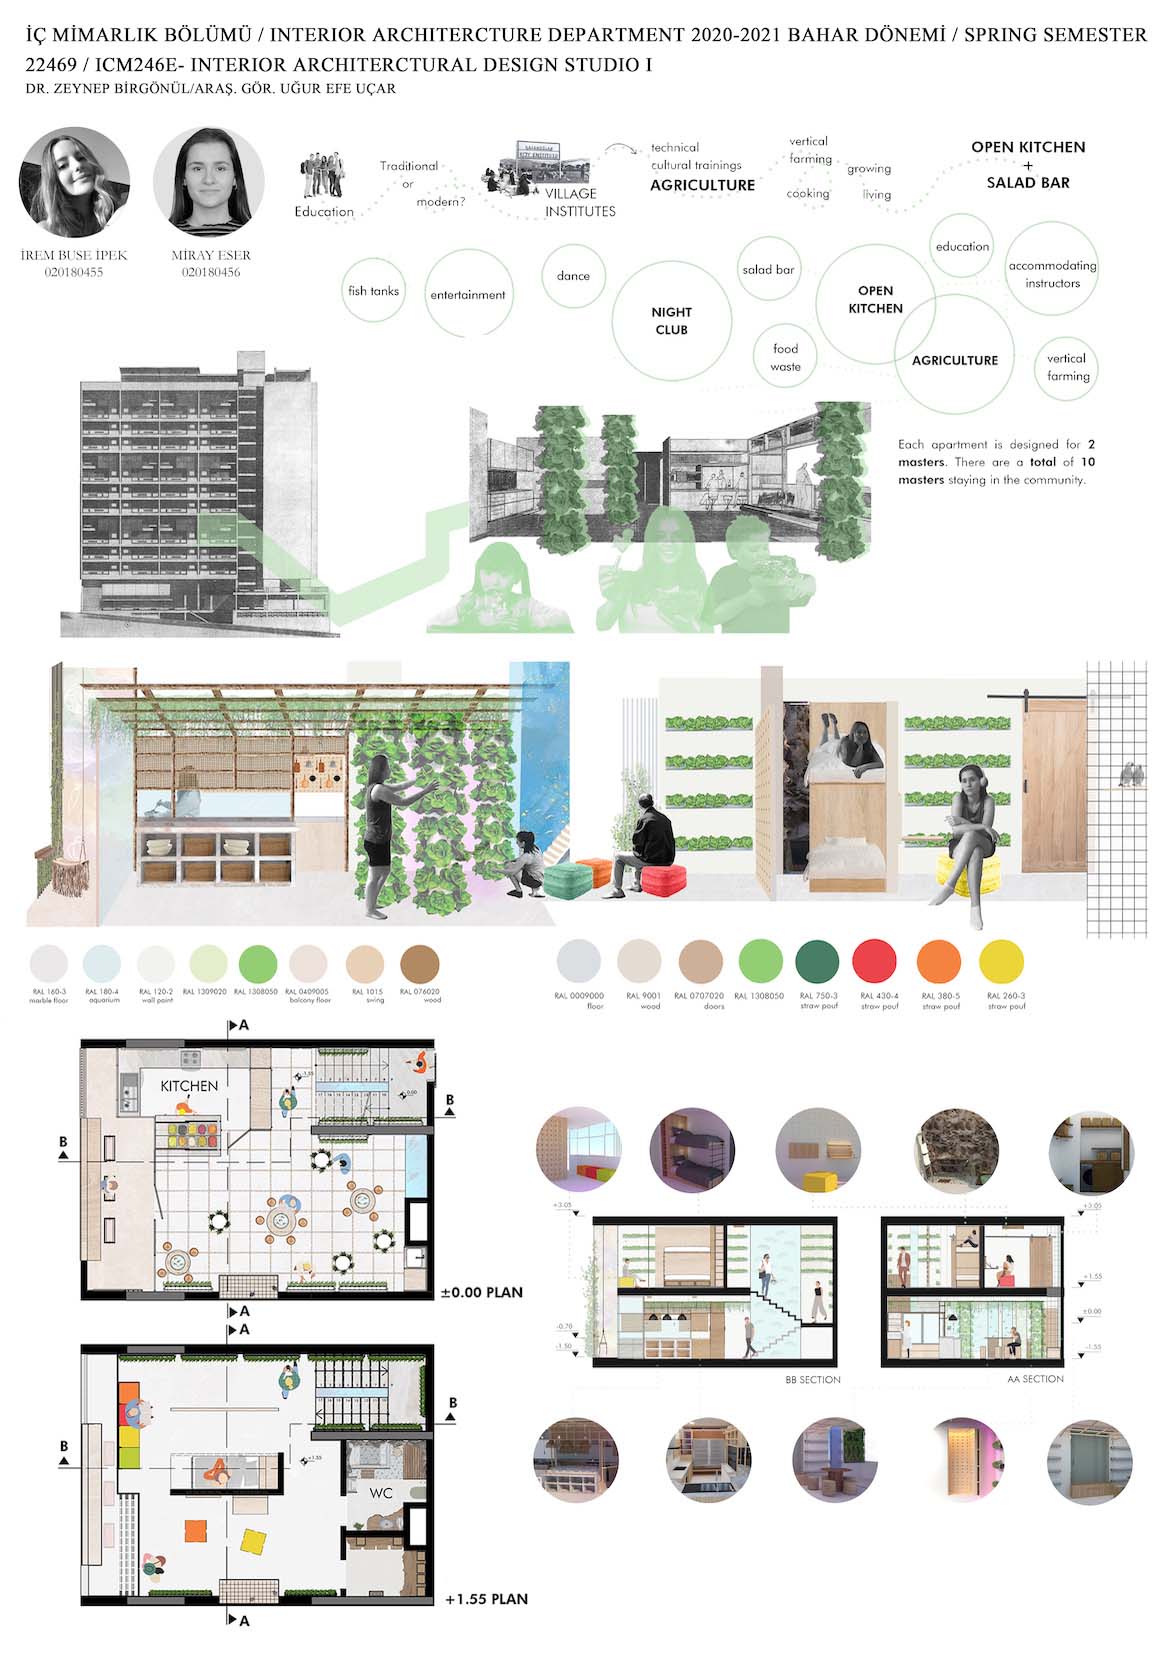 İÇ MİMARLIK BÖLÜMÜ / INTERIOR ARCHITERCTURE DEPARTMENT 2020-2021 BAHAR DÖNEMİ / SPRING SEMESTER
22469 / ICM246E- INTERIOR ARCHITERCTURAL DESIGN STUDIO I
DR. ZEYNEP BİRGÖNÜL/ARAŞ. GÖR. UĞUR EFE UÇAR
İREM BUSE İPEK
020180455
MİRAY ESER
020180456
Education
Traditional
or
modern?
VILLAGE
INSTITUTES
technical
cultural trainings
AGRICULTURE
vertical
farming
cooking
growing
living
OPEN KITCHEN
+
SALAD BAR
fish tanks
entertainment
dance
NIGHT
CLUB
salad bar
food
waste
OPEN
KITCHEN
education
accommodating
instructors
AGRICULTURE
vertical
farming
Each apartment is designed for 2
masters. There are a total of 10
masters staying in the community.
RAL 160-3
marble floor
RAL 180-4
aquarium
RAL 120-2
wall paint
RAL 1309020
RAL 1308050
RAL 0409005
balcony floor
RAL 1015
swing
RAL 076020
wood
RAL 0009000
floor
RAL 9001
wood
RAL 0707020
doors
RAL 1308050
RAL 750-3
straw pouf
RAL 430-4
straw pouf
RAL 380-5
straw pouf
RAL 260-3
straw pouf
A
KITCHEN
-1.55
±0.00
B
B
±0.00 PLAN
A
A
B
B
+1.55
WC
+1.55 PLAN
A
+3.05
-0.70
-1.50
BB SECTION
+3.05
+1.55
±0.00
-1.55
AA SECTION